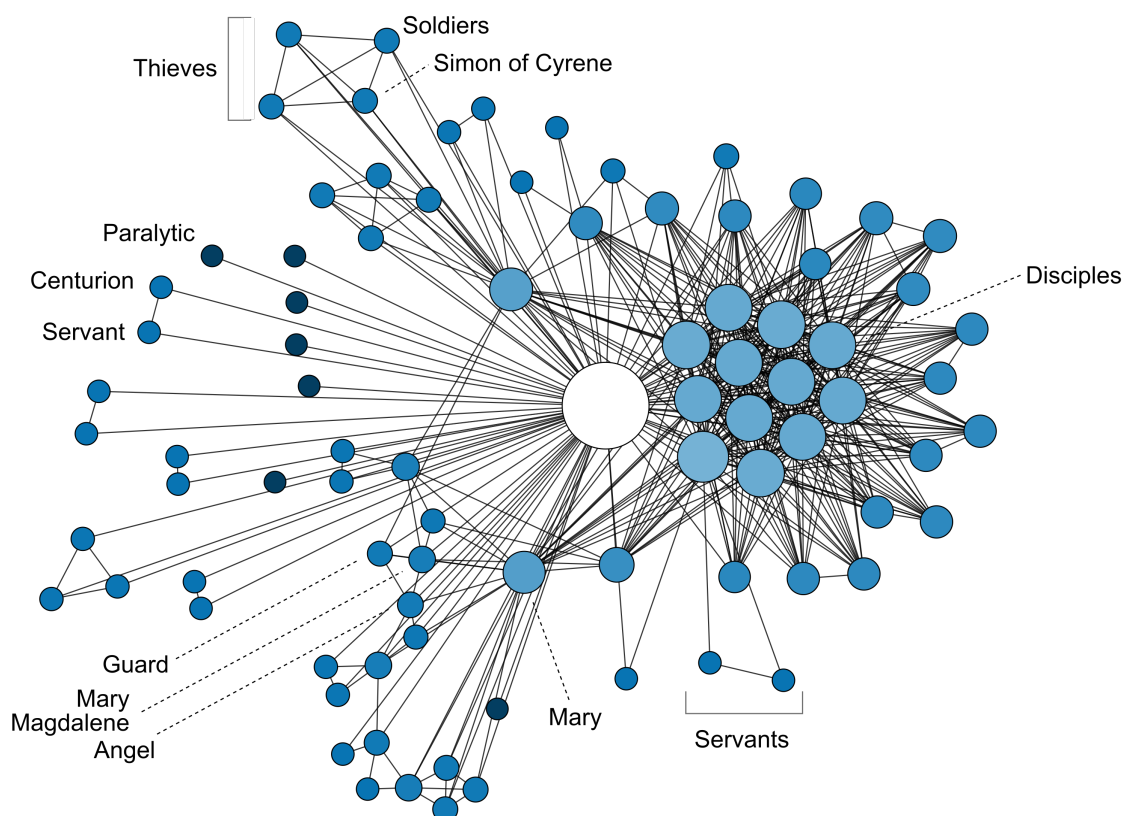 Soldiers
Thieves
Simon of Cyrene
Paralytic
Centurion
Servant
Disciples
Guard
Mary
Magdalene
Angel
Mary
Servants